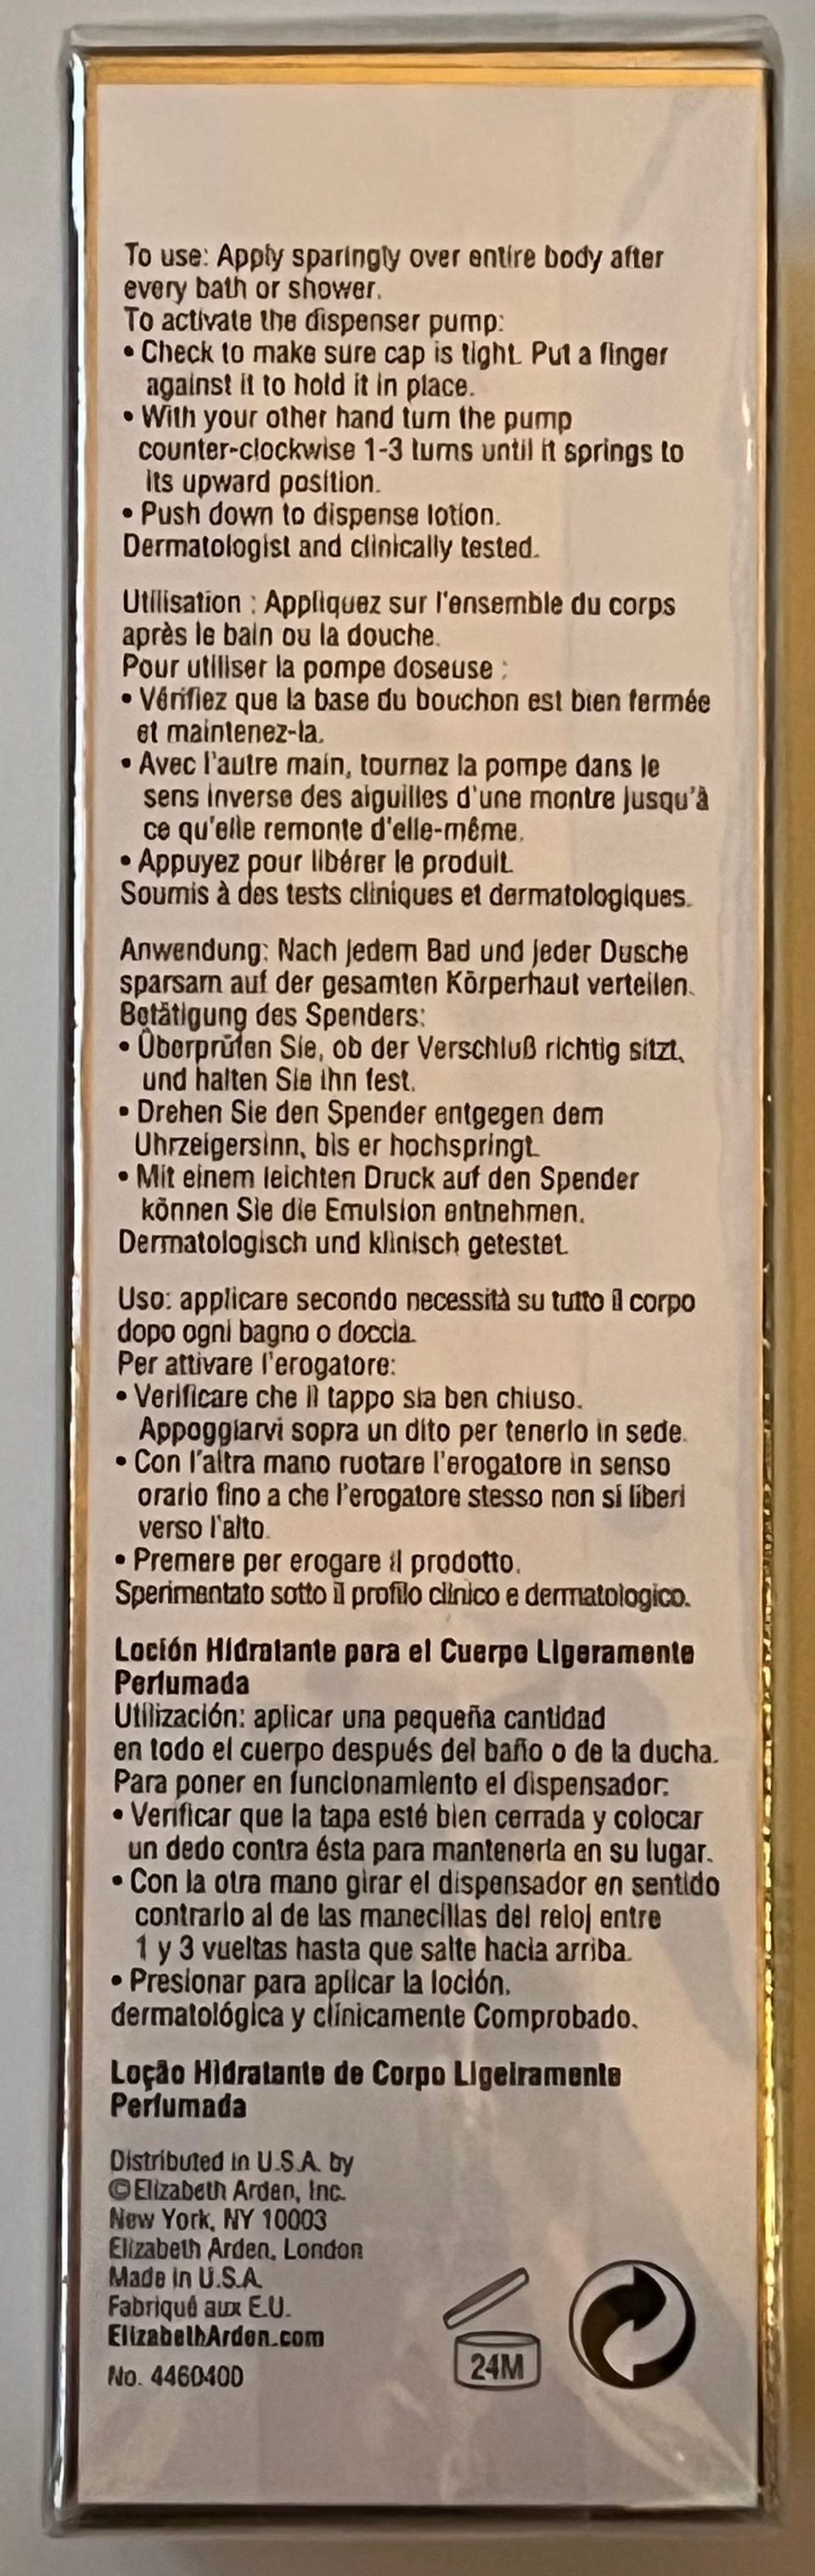 To use: Apply sparingly over entire body after
every bath or shower.
To activate the dispenser pump:
• Check to make sure cap is tight. Put a finger
against it to hold it in place.
• With your other hand turn the pump
counter-clockwise 1-3 turns until it springs to
its upward position.
• Push down to dispense lotion.
Dermatologist and clinically tested.
Utilisation : Appliquez sur l'ensemble du corps
après le bain ou la douche.
Pour utiliser la pompe doseuse :
• Vérifiez que la base du bouchon est bien fermée
et maintenez-la.
• Avec l'autre main, tournez la pompe dans le
sens inverse des aiguilles d'une montre jusqu'à
ce qu'elle remonte d'elle-même.
• Appuyez pour libérer le produit.
Soumis à des tests cliniques et dermatologiques.
Anwendung: Nach jedem Bad und jeder Dusche
sparsam auf der gesamten Körperhaut verteilen.
Betätigung des Spenders:
• Überprüfen Sie, ob der Verschluß richtig sitzt,
und halten Sie ihn fest.
• Drehen Sie den Spender entgegen dem
Uhrzeigersinn, bis er hochspringt.
• Mit einem leichten Druck auf den Spender
können Sie die Emulsion entnehmen.
Dermatologisch und klinisch getestet.
Uso: applicare secondo necessità su tutto il corpo
dopo ogni bagno o doccia.
Per attivare l'erogatore:
• Verificare che il tappo sia ben chiuso.
Appoggiarvi sopra un dito per tenerlo in sede.
• Con l'altra mano ruotare l'erogatore in senso
orario fino a che l'erogatore stesso non si liberi
verso l'alto.
• Premere per erogare il prodotto.
Sperimentato sotto il profilo clinico e dermatologico.
Loción Hidratante para el Cuerpo Ligeramente
Perfumada
Utilización: aplicar una pequeña cantidad
en todo el cuerpo después del baño o de la ducha.
Para poner en funcionamiento el dispensador:
• Verificar que la tapa esté bien cerrada y colocar
un dedo contra ésta para mantenerla en su lugar.
• Con la otra mano girar el dispensador en sentido
contrario al de las manecillas del reloj entre
1 y 3 vueltas hasta que salte hacia arriba.
• Presionar para aplicar la loción.
dermatológica y clínicamente Comprobado.
Loção Hidratante de Corpo Ligeiramente
Perfumada
Distributed in U.S.A. by
©Elizabeth Arden, Inc.
New York, NY 10003
Elizabeth Arden, London
Made in U.S.A.
Fabriqué aux E.U.
ElizabethArden.com
No. 4460400
24M